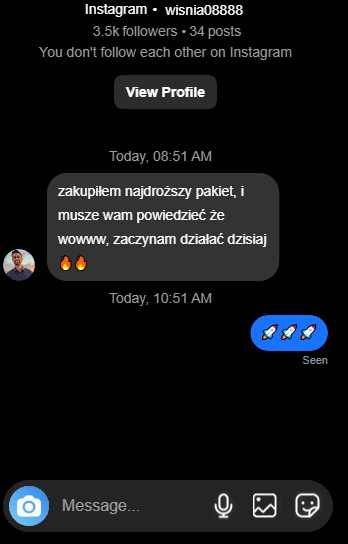 Instagram • wisnia08888
3.5k followers • 34 posts
You don't follow each other on Instagram
View Profile
Today, 08:51 AM
zakupiłem najdroższy pakiet, i
musze wam powiedzieć że
wowww, zaczynam działać dzisiaj
🔥🔥
Today, 10:51 AM
🚀🚀🚀
Seen
Message...